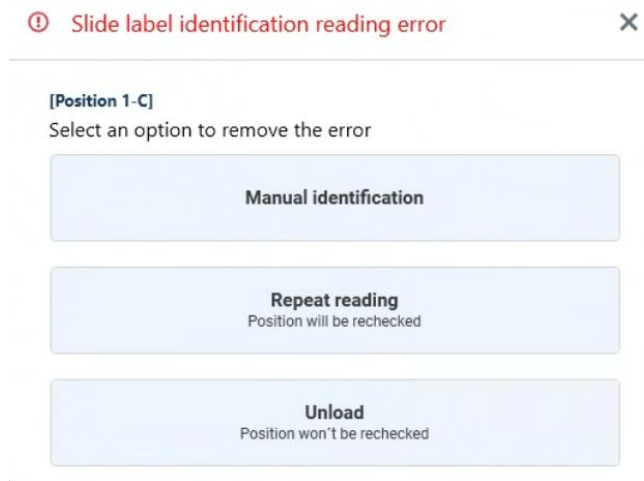 Slide label identification reading error
[Position 1-C]
Select an option to remove the error
Manual identification
Repeat reading
Position will be rechecked
Unload
Position won´t be rechecked